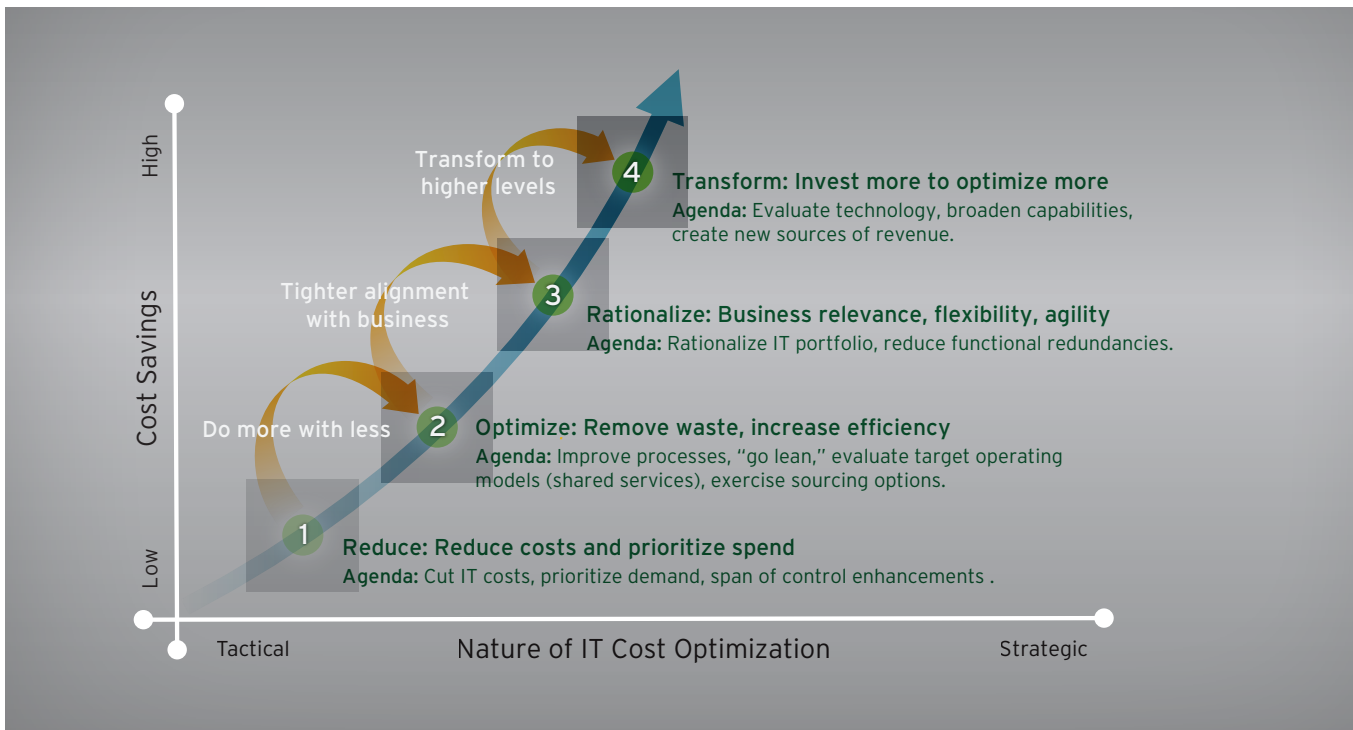 High
Cost Savings
Low
Transform to
higher levels
4
Transform: Invest more to optimize more
Agenda: Evaluate technology, broaden capabilities,
create new sources of revenue.
Tighter alignment
with business
3
Rationalize: Business relevance, flexibility, agility
Agenda: Rationalize IT portfolio, reduce functional redundancies.
Do more with less
2
Optimize: Remove waste, increase efficiency
Agenda: Improve processes, “go lean,” evaluate target operating
models (shared services), exercise sourcing options.
1
Reduce: Reduce costs and prioritize spend
Agenda: Cut IT costs, prioritize demand, span of control enhancements .
Tactical
Nature of IT Cost Optimization
Strategic